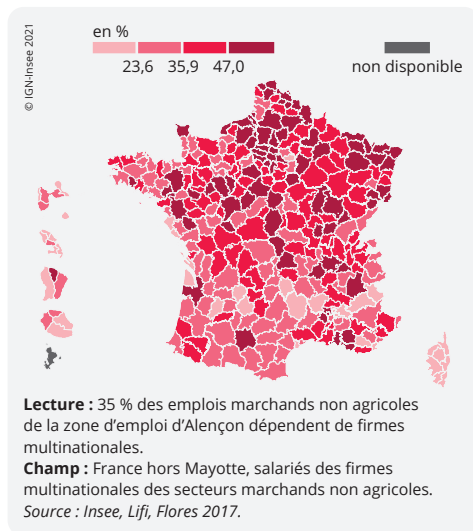 © IGN-Insee 2021
en %
23,6 35,9 47,0
non disponible
Lecture : 35 % des emplois marchands non agricoles
de la zone d’emploi d’Alençon dépendent de firmes
multinationales.
Champ : France hors Mayotte, salariés des firmes
multinationales des secteurs marchands non agricoles.
Source : Insee, Lifi, Flores 2017.